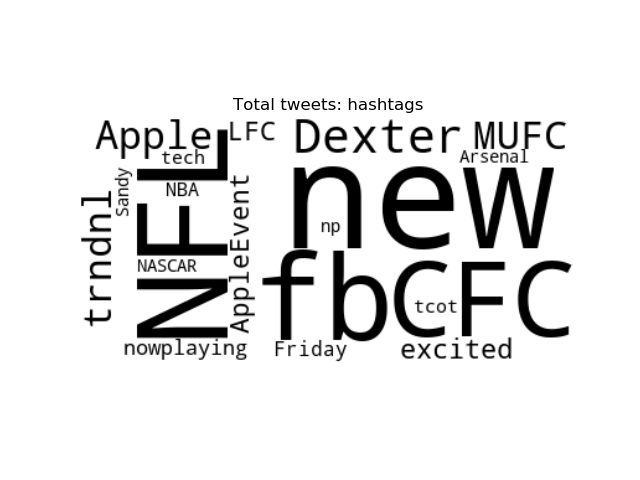 Total tweets: hashtags
Apple
LFC
Dexter
MUFC
tech
Arsenal
Sandy
NBA
new
trndnl
NFL
AppleEvent
np
NASCAR
fb
CFC
tcot
nowplaying
Friday
excited